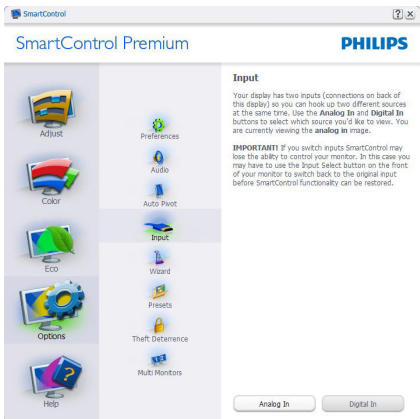 SmartControl
SmartControl Premium
PHILIPS
Adjust
Color
Eco
Options
Help
Preferences
Audio
Auto Pivot
Input
Wizard
Presets
Theft Deterrence
Multi Monitors
Input
Your display has two inputs (connections on back of
this display) so you can hook up two different sources
at the same time. Use the Analog In and Digital In
buttons to select which source you'd like to view. You
are currently viewing the analog in image.
IMPORTANT! If you switch inputs SmartControl may
lose the ability to control your monitor. In this case you
may have to use the Input Select button on the front
of your monitor to switch back to the original input
before SmartControl functionality can be restored.
Analog In
Digital In